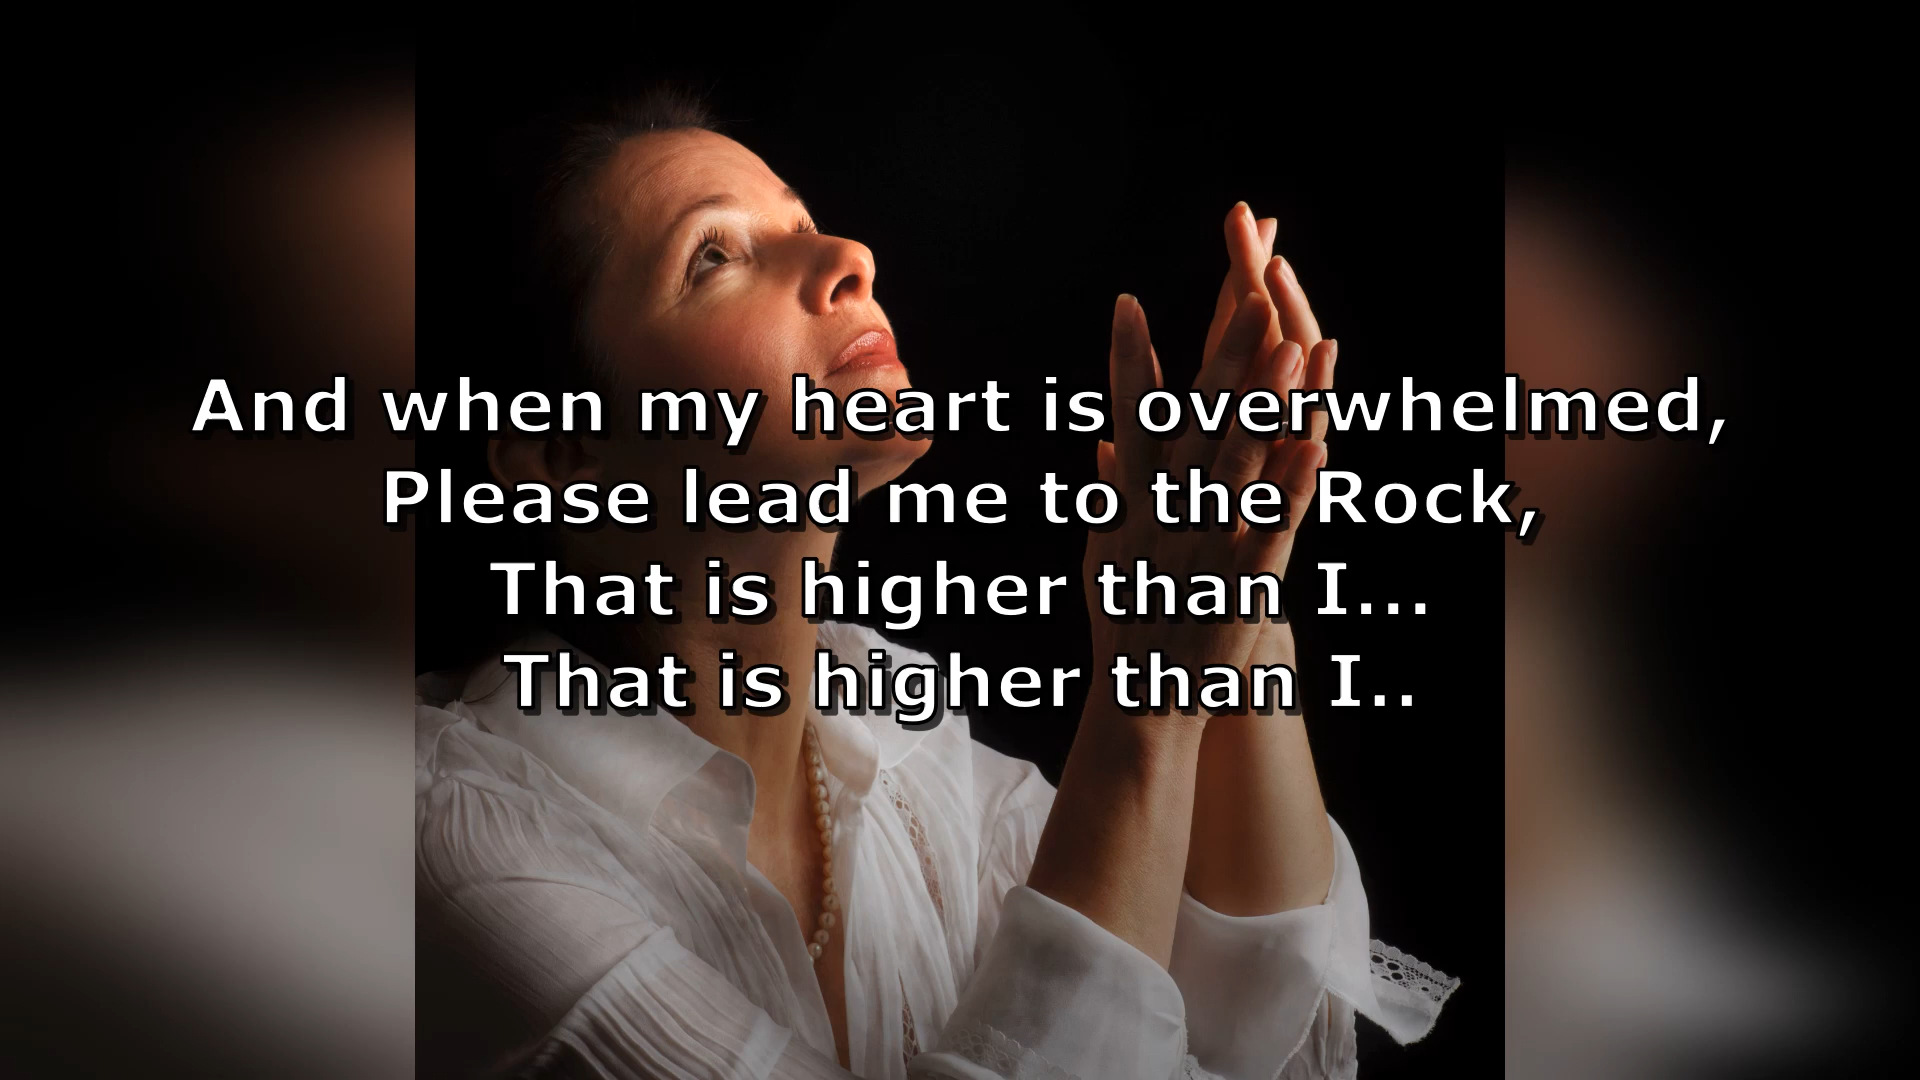 And when my heart is overwhelmed,
Please lead me to the Rock,
That is higher than I...
That is higher than I..